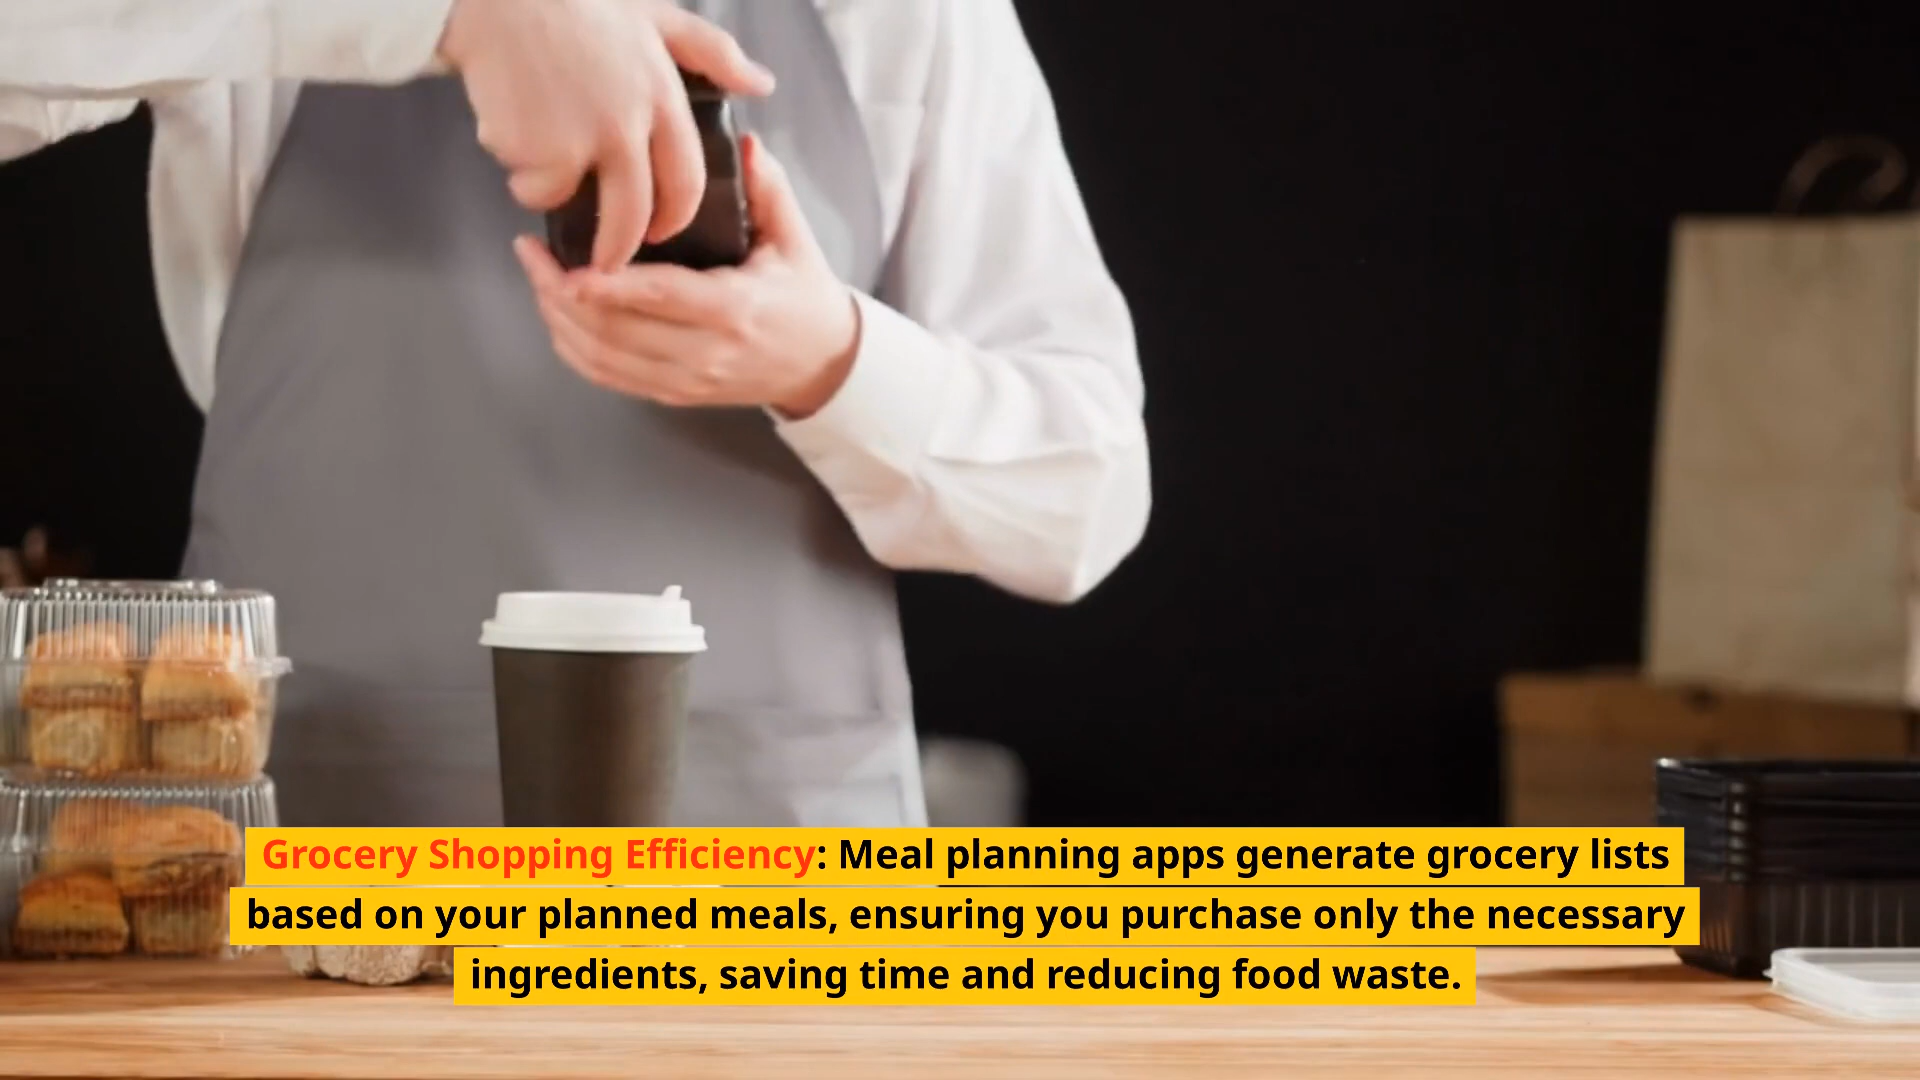 Grocery Shopping Efficiency: Meal planning apps generate grocery lists
based on your planned meals, ensuring you purchase only the necessary
ingredients, saving time and reducing food waste.